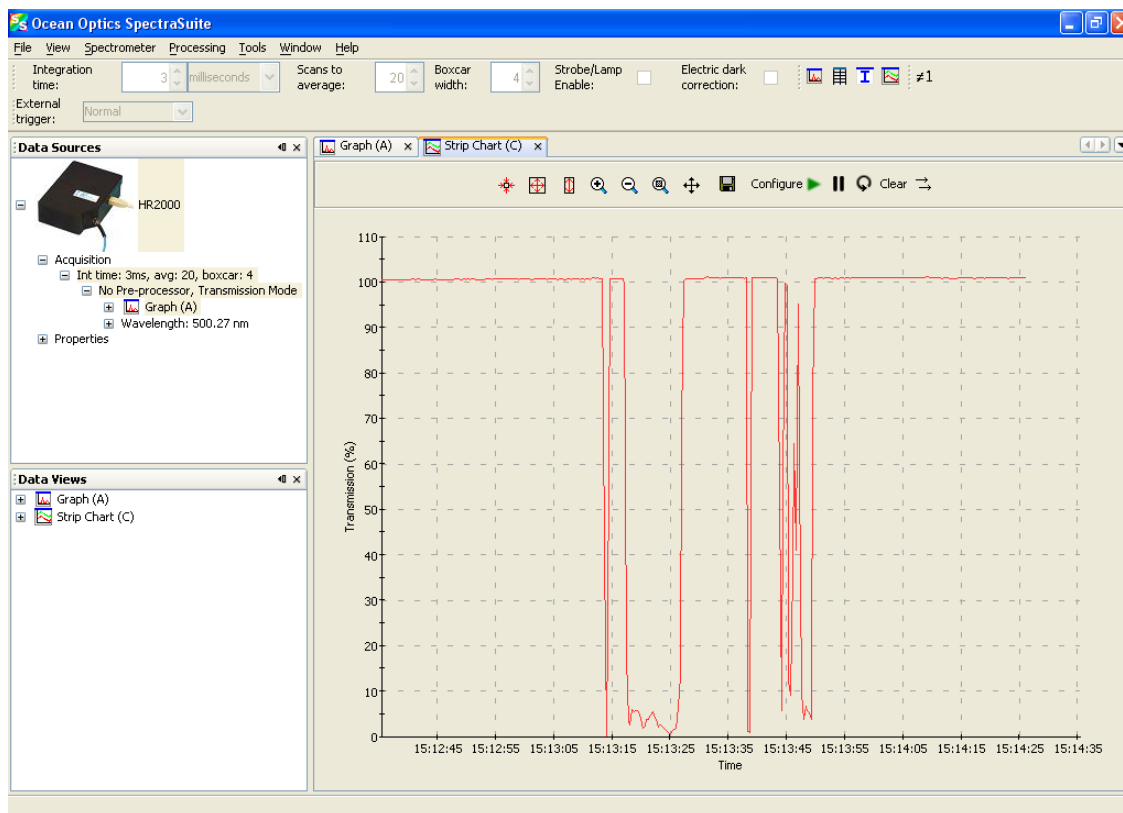 Ocean Optics SpectraSuite
File View Spectrometer Processing Tools Window Help
Integration time: 3 milliseconds Scans to average: 20 Boxcar width: 4 Strobe/Lamp Enable: Electric dark correction: ≠1
External trigger: Normal
Data Sources
HR2000
Acquisition
Int time: 3ms, avg: 20, boxcar: 4
No Pre-processor, Transmission Mode
Graph (A)
Wavelength: 500.27 nm
Properties
Data Views
Graph (A)
Strip Chart (C)
Graph (A) Strip Chart (C)
Configure Clear
Transmission (%)
110
100
90
80
70
60
50
40
30
20
10
0
15:12:45 15:12:55 15:13:05 15:13:15 15:13:25 15:13:35 15:13:45 15:13:55 15:14:05 15:14:15 15:14:25 15:14:35
Time